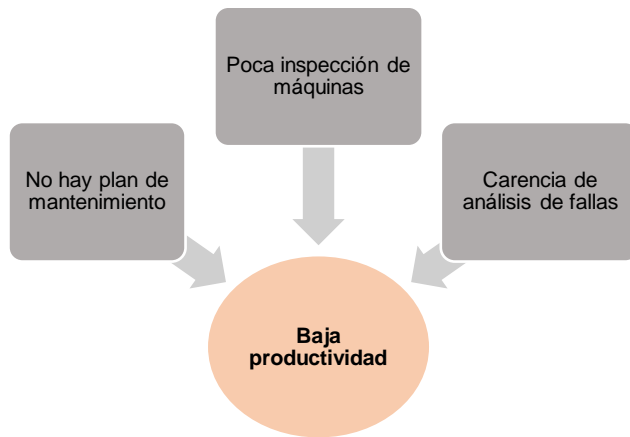 Poca inspección de
máquinas
No hay plan de
mantenimiento
Carencia de
análisis de fallas
Baja
productividad